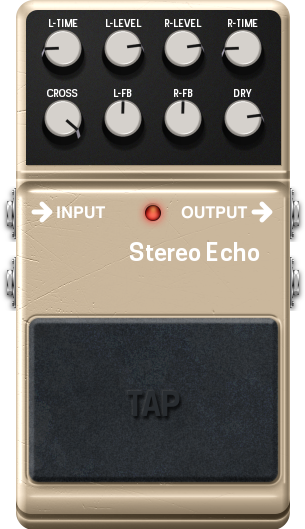 L-TIME L-LEVEL R-LEVEL R-TIME
CROSS L-FB R-FB DRY
INPUT OUTPUT
Stereo Echo
TAP